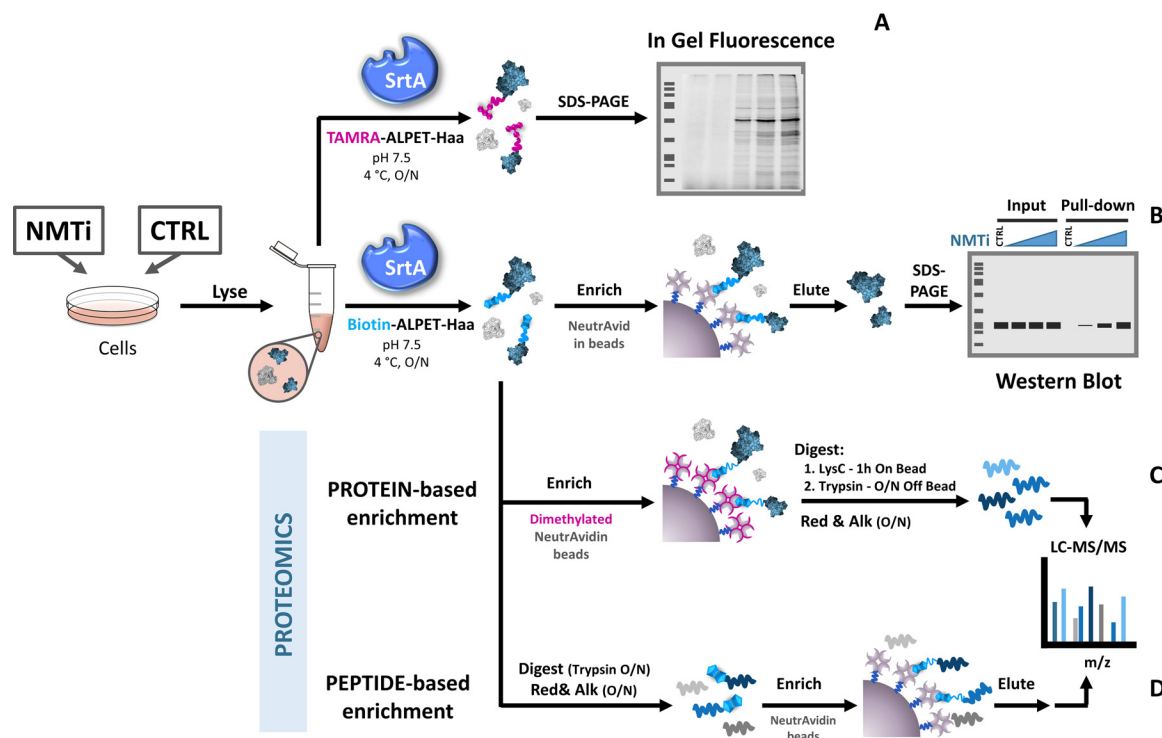 A
In Gel Fluorescence
SrtA
SDS-PAGE
TAMRA-ALPET-Haa
pH 7.5
4 °C, O/N
NMTi
CTRL
Lyse
Cells
SrtA
Biotin-ALPET-Haa
pH 7.5
4 °C, O/N
Enrich
NeutrAvid
in beads
Elute
SDS-
PAGE
B
Input
Pull-down
NMTi
CTRL
CTRL
Western Blot
PROTEOMICS
PROTEIN-based
enrichment
Enrich
Dimethylated
NeutrAvidin
beads
Digest:
1. LysC - 1h On Bead
2. Trypsin - O/N Off Bead
Red & Alk (O/N)
C
LC-MS/MS
m/z
PEPTIDE-based
enrichment
Digest (Trypsin O/N)
Red& Alk (O/N)
Enrich
NeutrAvidin
beads
Elute
D